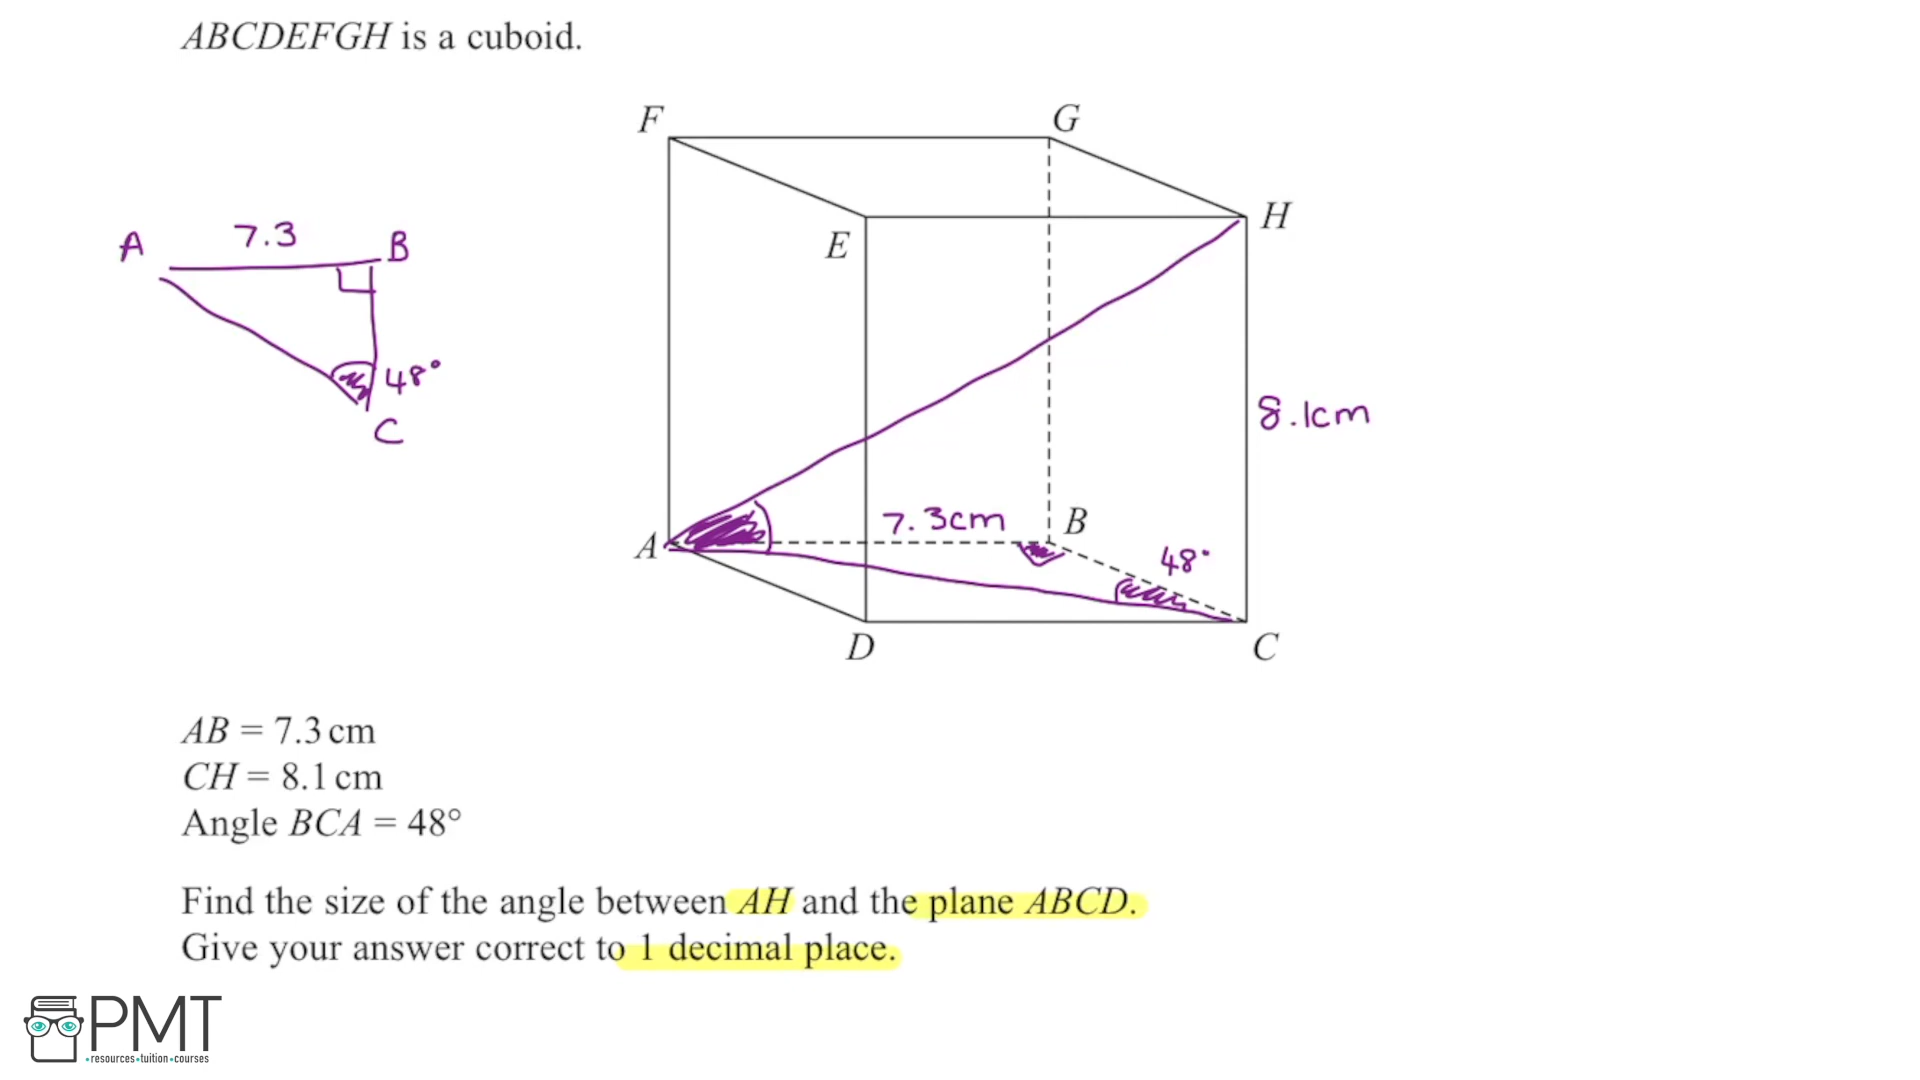 ABCDEFGH is a cuboid.
F
G
H
E
A
7.3
B
48°
C
8.1cm
7.3cm
B
A
48°
D
C
AB = 7.3 cm
CH = 8.1 cm
Angle BCA = 48°
Find the size of the angle between AH and the plane ABCD.
Give your answer correct to 1 decimal place.
PMT
•resources•tuition•courses